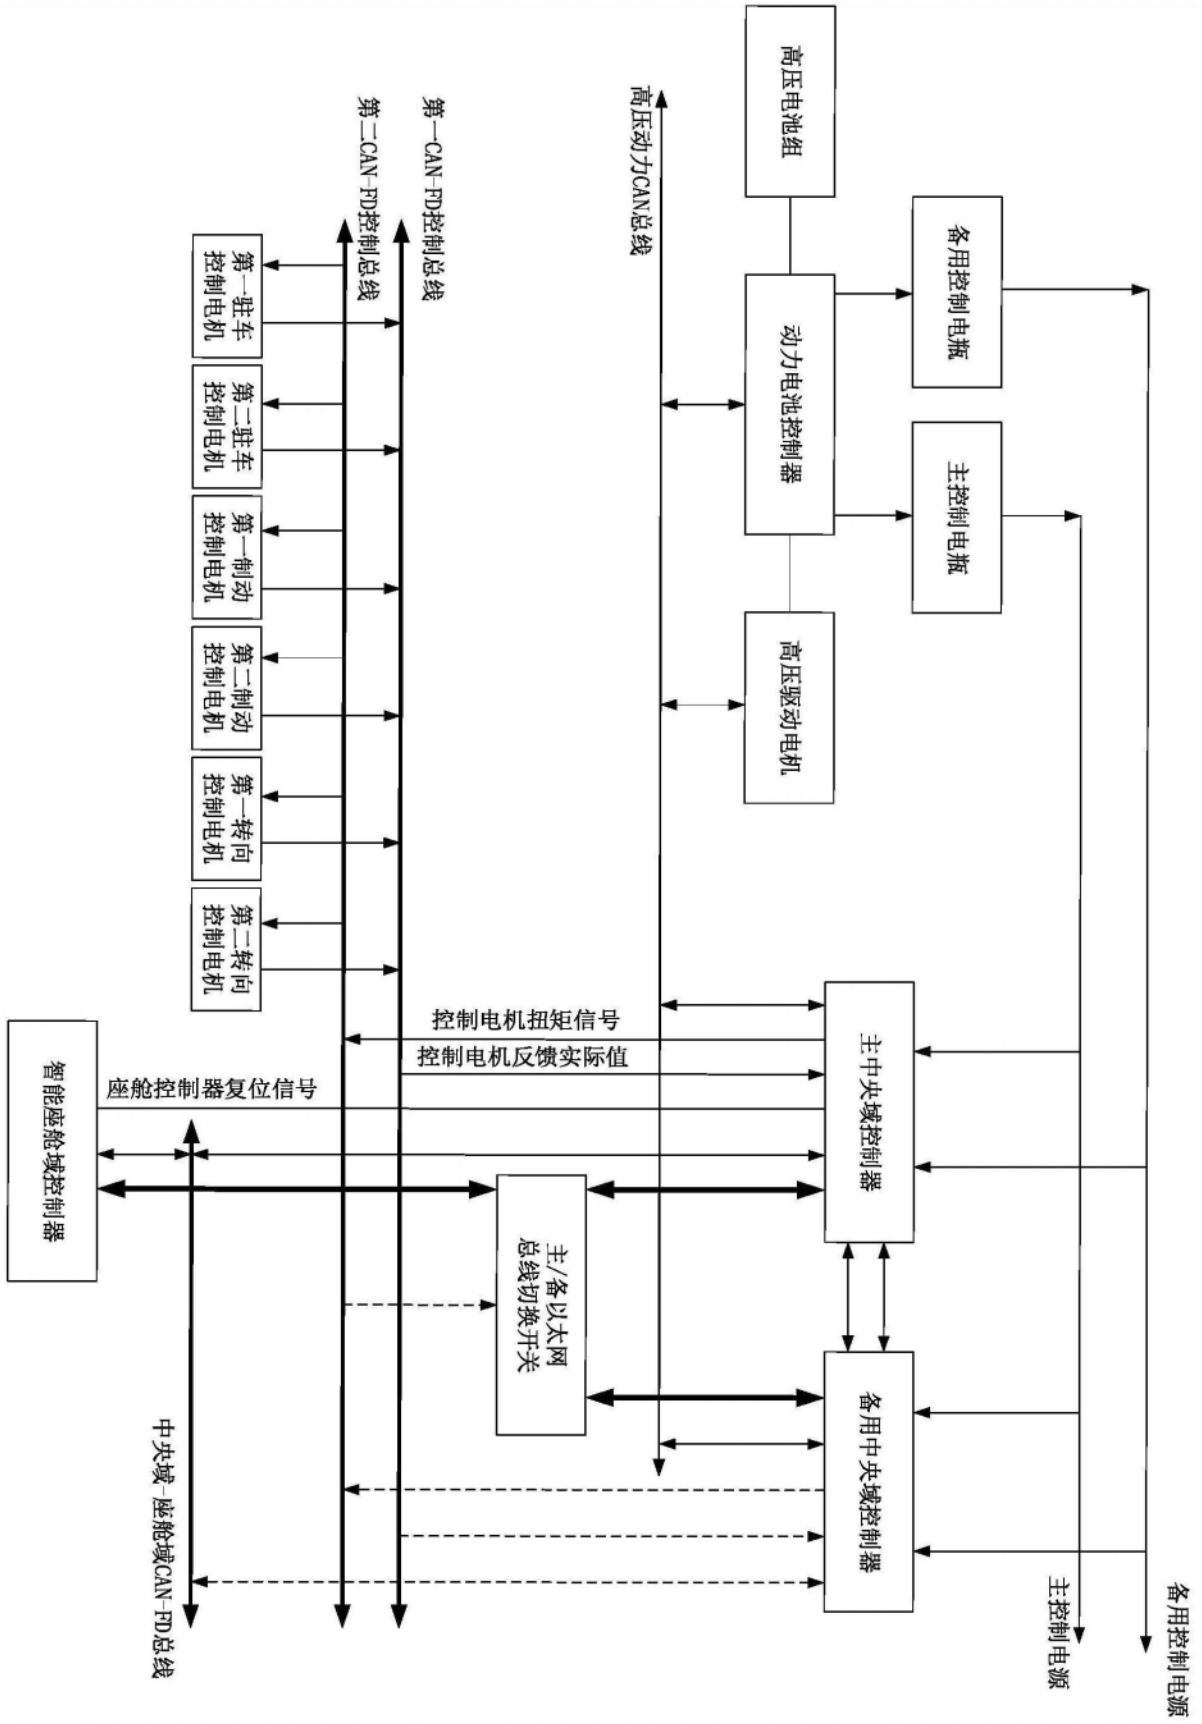 备用控制电源
主控制电源
备用控制电瓶
主控制电瓶
高压电池组
动力电池控制器
高压驱动电机
主中央域控制器
备用中央域控制器
高压动力CAN总线
控制电机扭矩信号
控制电机反馈实际值
座舱控制器复位信号
主/备以太网
总线切换开关
第一CAN-FD控制总线
第二CAN-FD控制总线
第一驻车
控制电机
第二驻车
控制电机
第一制动
控制电机
第二制动
控制电机
第一转向
控制电机
第二转向
控制电机
中央域-座舱域CAN-FD总线
智能座舱域控制器